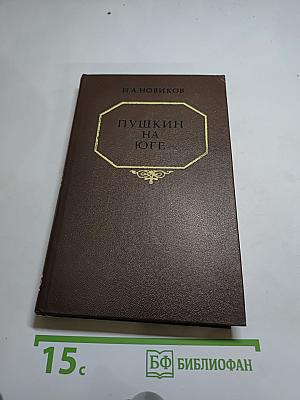 И.А.НОВИКОВ
ПУШКИН
НА
ЮГЕ
15с
БФ БИБЛИОФАН